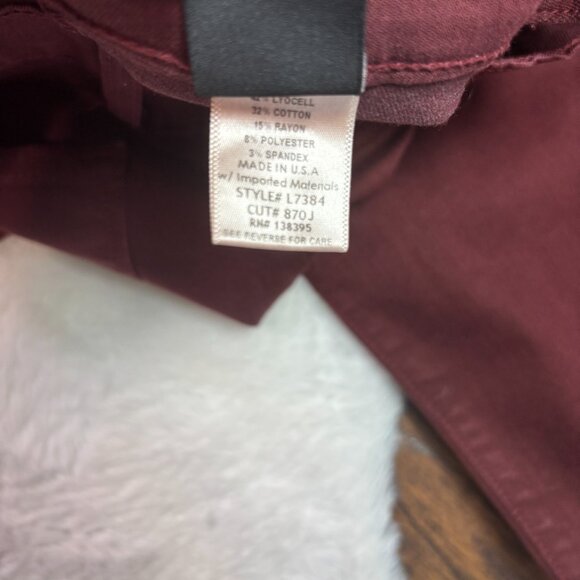 42% LYOCELL
32% COTTON
15% RAYON
8% POLYESTER
3% SPANDEX
MADE IN U.S.A
w/ Imported Materials
STYLE# L7384
CUT# 870J
RN# 138395
SEE REVERSE FOR CARE